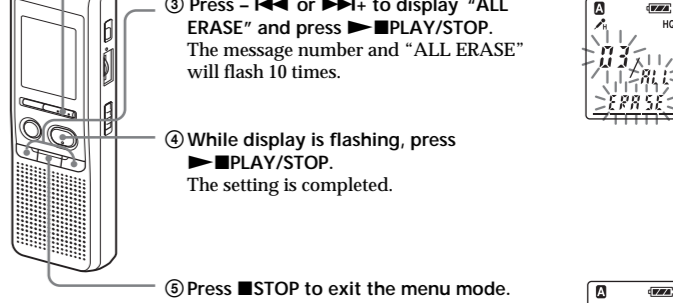 ③ Press – ⏮ or ⏭+ to display “ALL
ERASE” and press ►■PLAY/STOP.
The message number and “ALL ERASE”
will flash 10 times.
A
H
HQ
03
ALL
ERASE
④ While display is flashing, press
►■PLAY/STOP.
The setting is completed.
⑤ Press ■STOP to exit the menu mode.
A